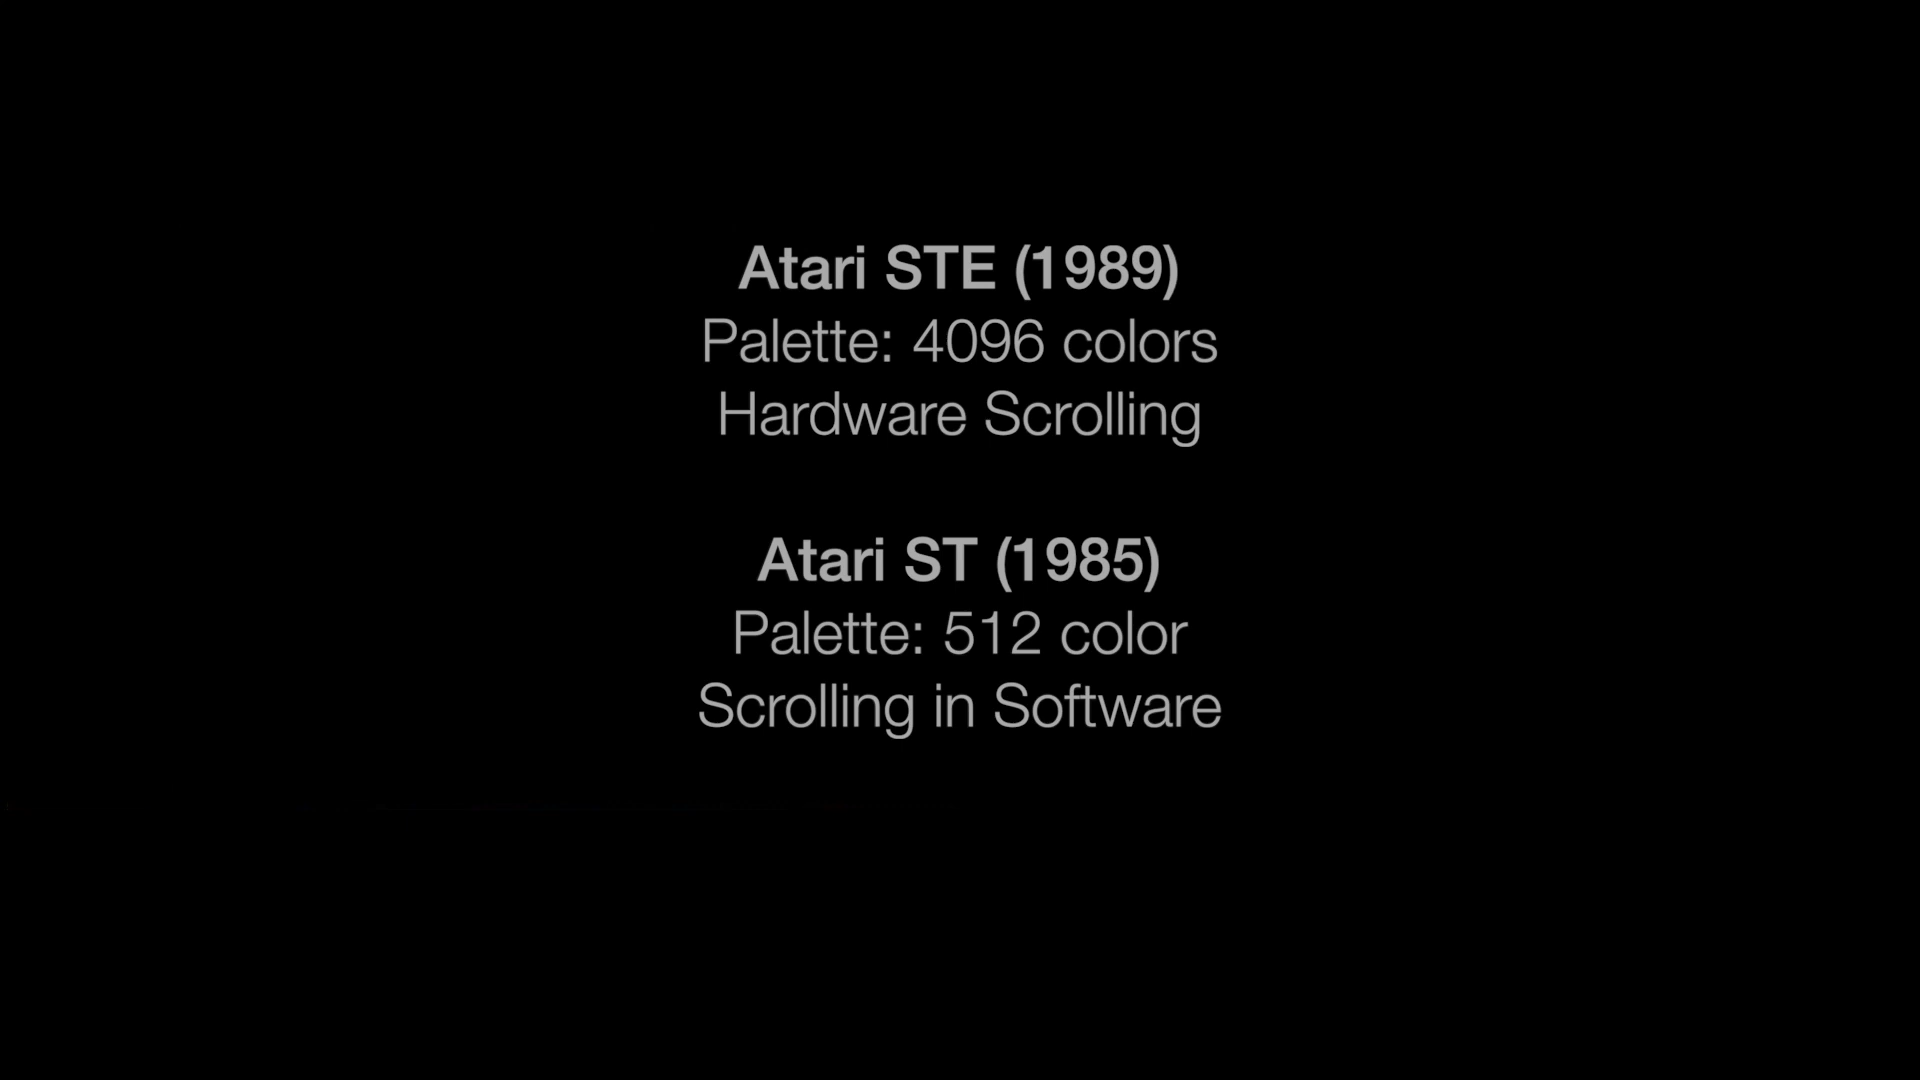 Atari STE (1989)
Palette: 4096 colors
Hardware Scrolling
Atari ST (1985)
Palette: 512 color
Scrolling in Software